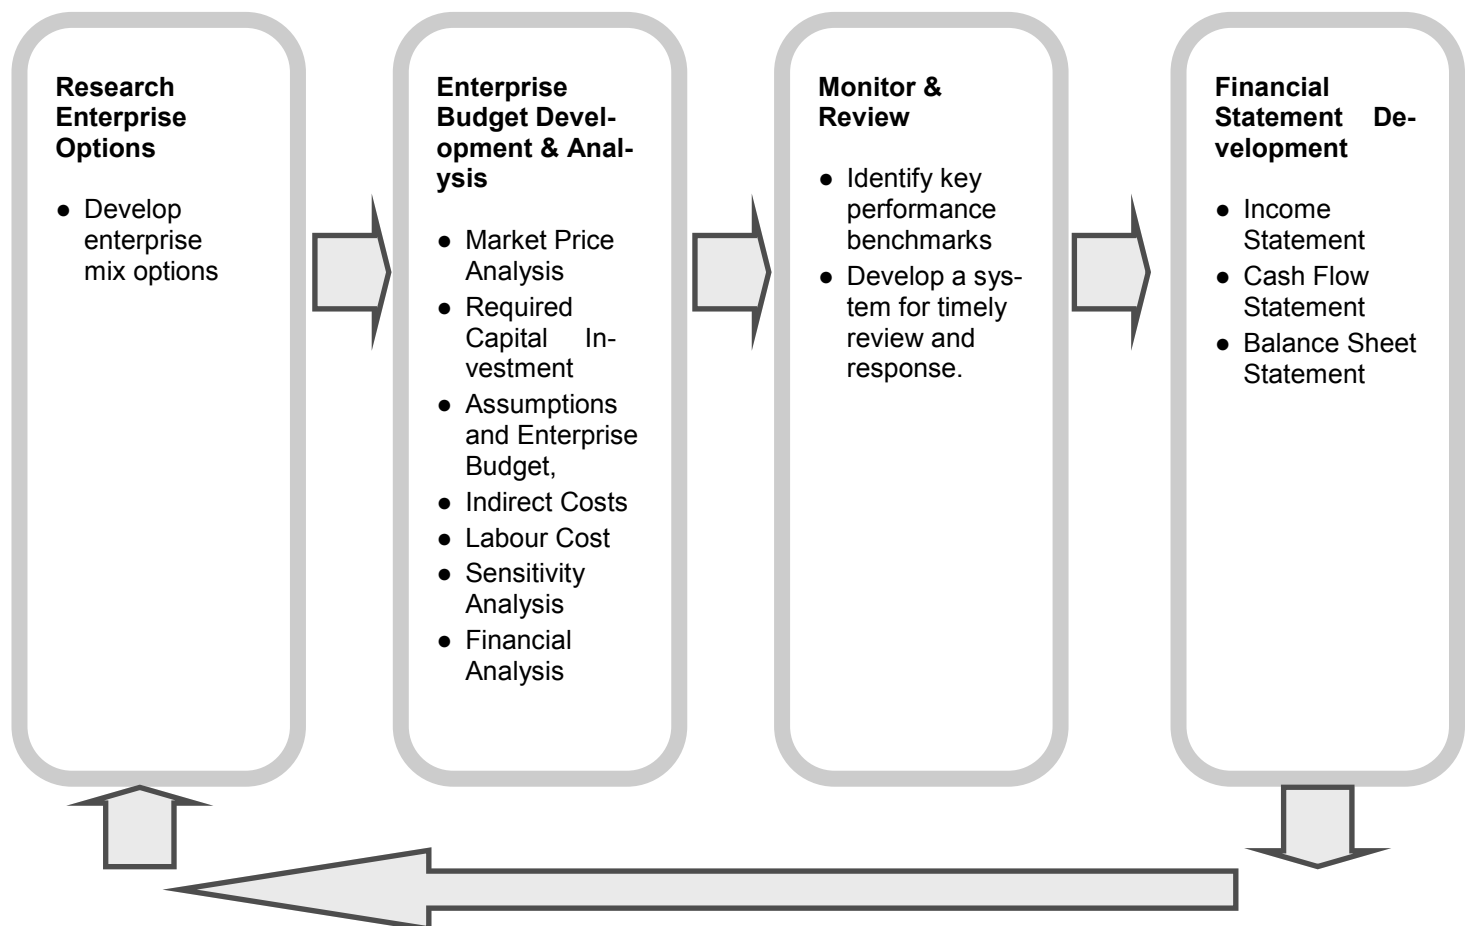 Research
Enterprise
Options
● Develop
enterprise
mix options
Enterprise
Budget Devel-
opment & Anal-
ysis
● Market Price
Analysis
● Required
Capital In-
vestment
● Assumptions
and Enterprise
Budget,
● Indirect Costs
● Labour Cost
● Sensitivity
Analysis
● Financial
Analysis
Monitor &
Review
● Identify key
performance
benchmarks
● Develop a sys-
tem for timely
review and
response.
Financial
Statement De-
velopment
● Income
Statement
● Cash Flow
Statement
● Balance Sheet
Statement